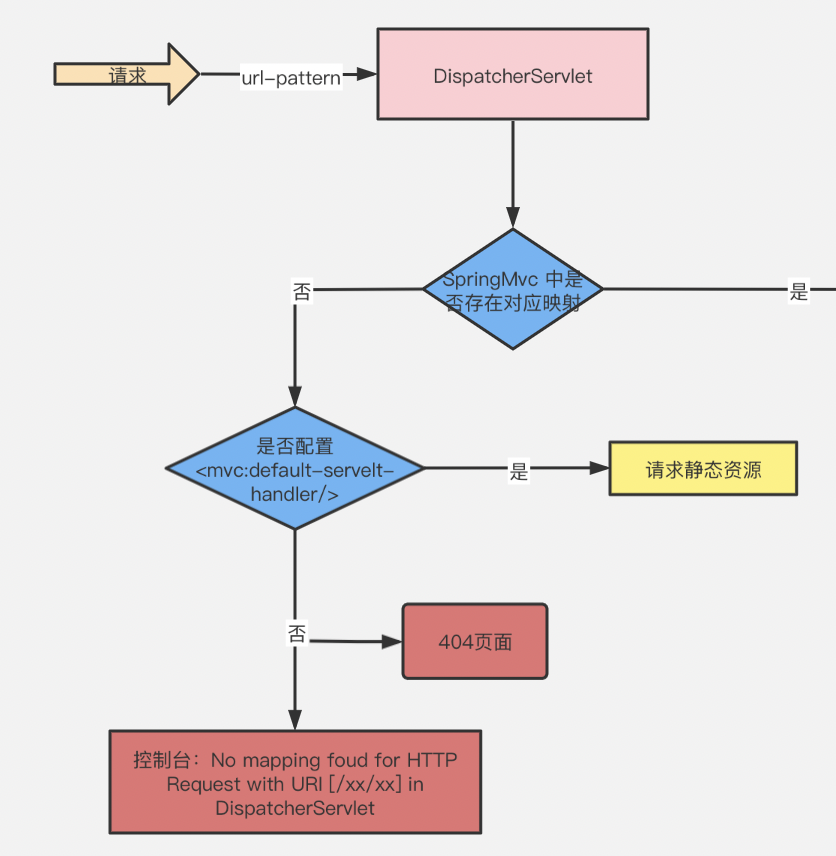 请求
url-pattern
DispatcherServlet
SpringMvc 中是
否存在对应映射
否
是
是否配置
<mvc:default-servelt-
handler/>
是
请求静态资源
否
404页面
控制台：No mapping foud for HTTP
Request with URI [/xx/xx] in
DispatcherServlet